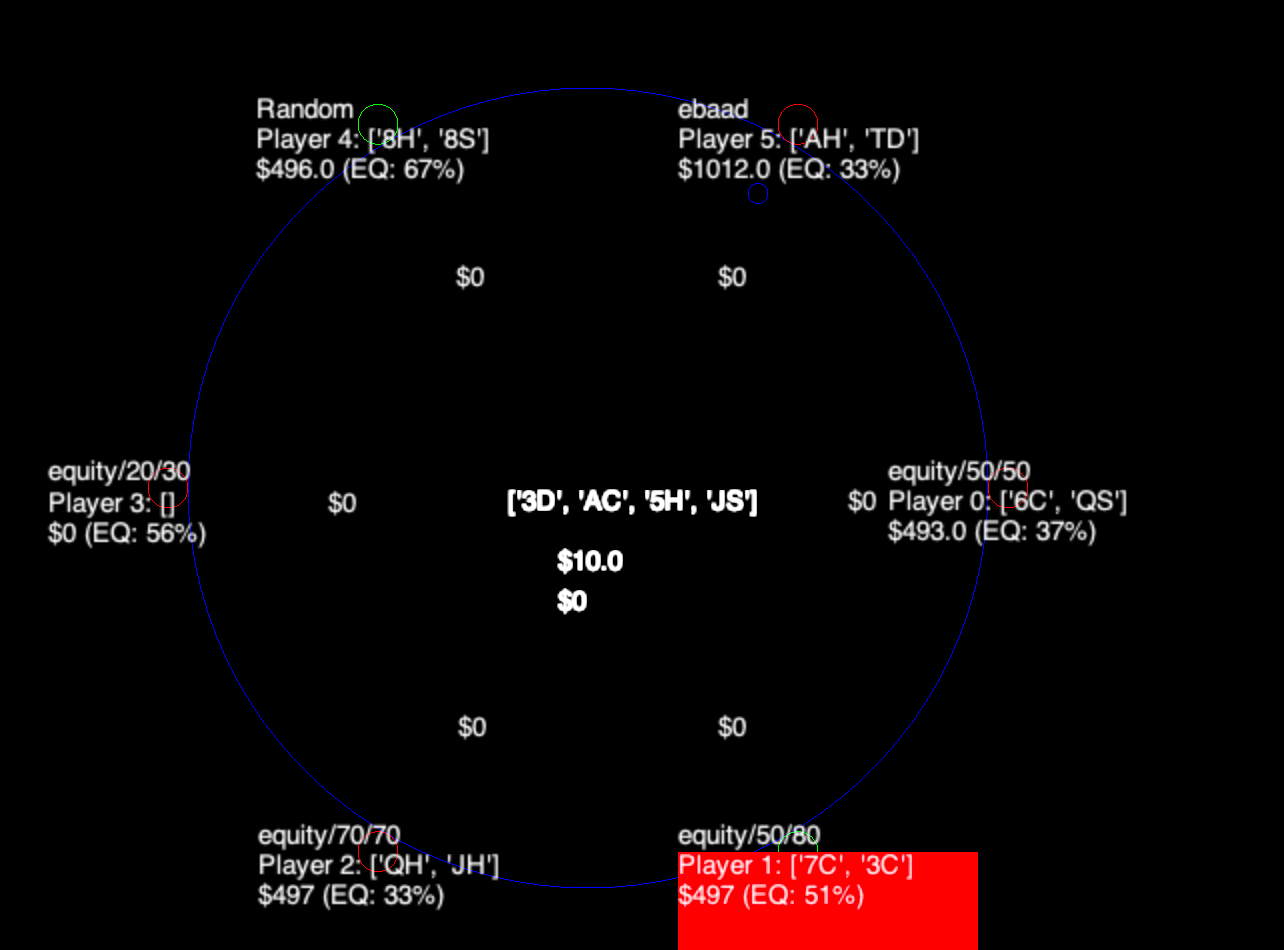 Random
Player 4: ['8H', '8S']
$496.0 (EQ: 67%)
ebaad
Player 5: ['AH', 'TD']
$1012.0 (EQ: 33%)
$0
$0
equity/20/30
Player 3: []
$0 (EQ: 56%)
$0
['3D', 'AC', '5H', 'JS']
$10.0
$0
$0
equity/50/50
Player 0: ['6C', 'QS']
$493.0 (EQ: 37%)
$0
$0
equity/70/70
Player 2: ['QH', 'JH']
$497 (EQ: 33%)
equity/50/80
Player 1: ['7C', '3C']
$497 (EQ: 51%)